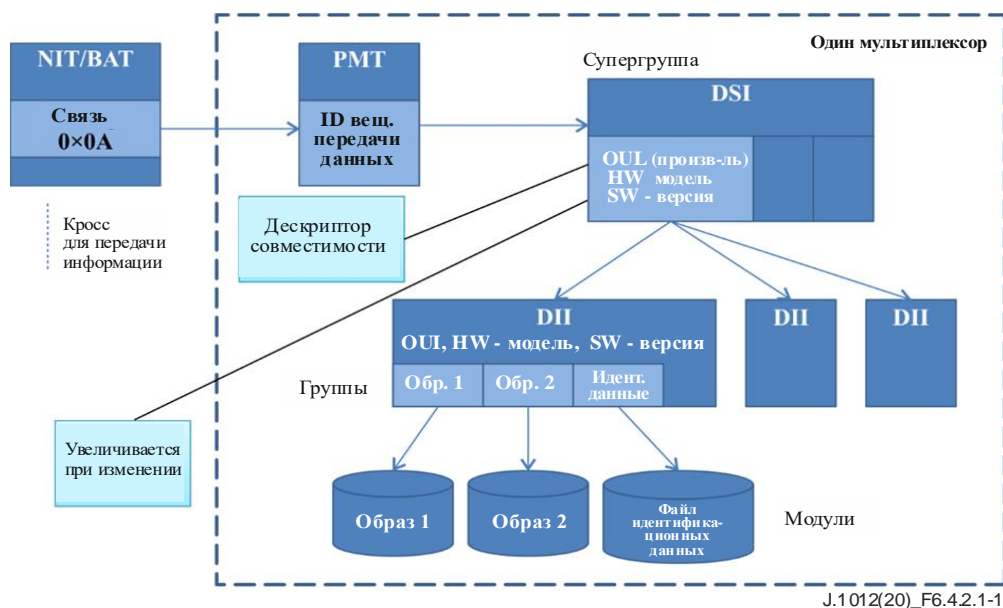 Один мультиплексор
NIT/BAT
Связь
0×0A
PMT
ID вещ.
передачи
данных
Супергруппа
DSI
OUL (произв-ль)
HW модель
SW - версия
Кросс
для передачи
информации
Дескриптор
совместимости
DII
OUI, HW - модель, SW - версия
Обр. 1
Обр. 2
Идент.
данные
DII
DII
Группы
Увеличивается
при изменении
Образ 1
Образ 2
Файл
идентифика-
ционных
данных
Модули
J.1012(20)_F6.4.2.1-1